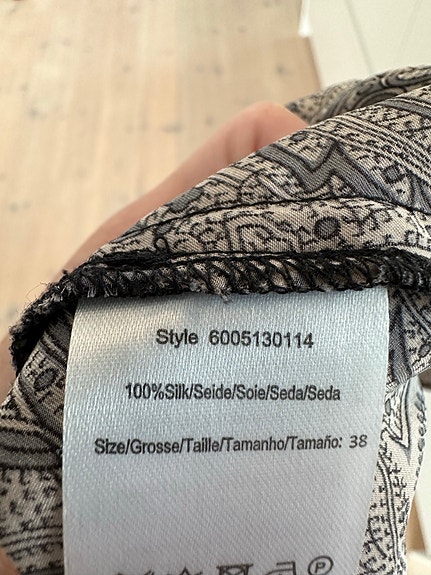 Style 6005130114
100%Silk/Seide/Soie/Seda/Seda
Size/Grosse/Taille/Tamanho/Tamaño: 38
P